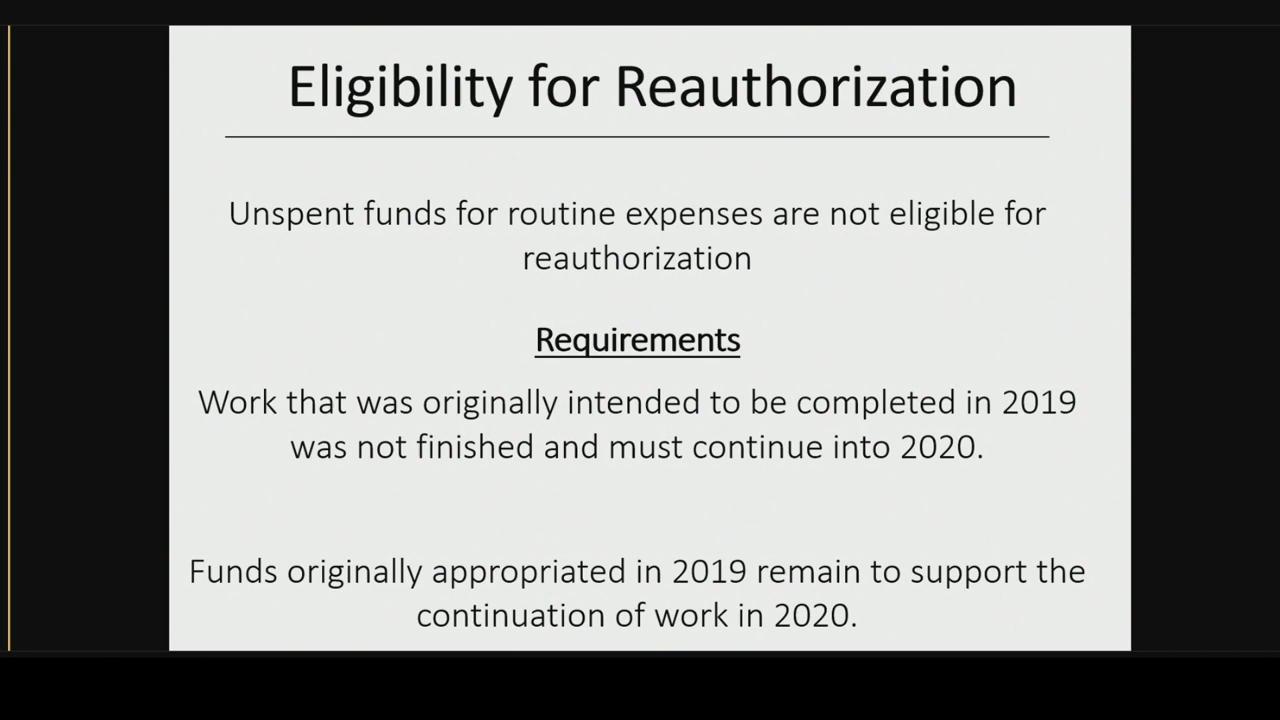 Eligibility for Reauthorization
Unspent funds for routine expenses are not eligible for
reauthorization
Requirements
Work that was originally intended to be completed in 2019
was not finished and must continue into 2020.
Funds originally appropriated in 2019 remain to support the
continuation of work in 2020.